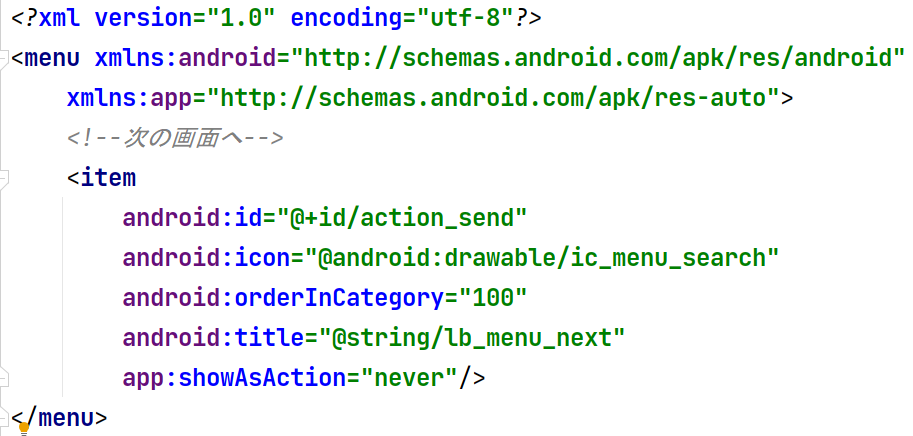 <?xml version="1.0" encoding="utf-8"?>
<menu xmlns:android="http://schemas.android.com/apk/res/android"
    xmlns:app="http://schemas.android.com/apk/res-auto">
    <!--次の画面へ-->
    <item
        android:id="@+id/action_send"
        android:icon="@android:drawable/ic_menu_search"
        android:orderInCategory="100"
        android:title="@string/lb_menu_next"
        app:showAsAction="never"/>
</menu>